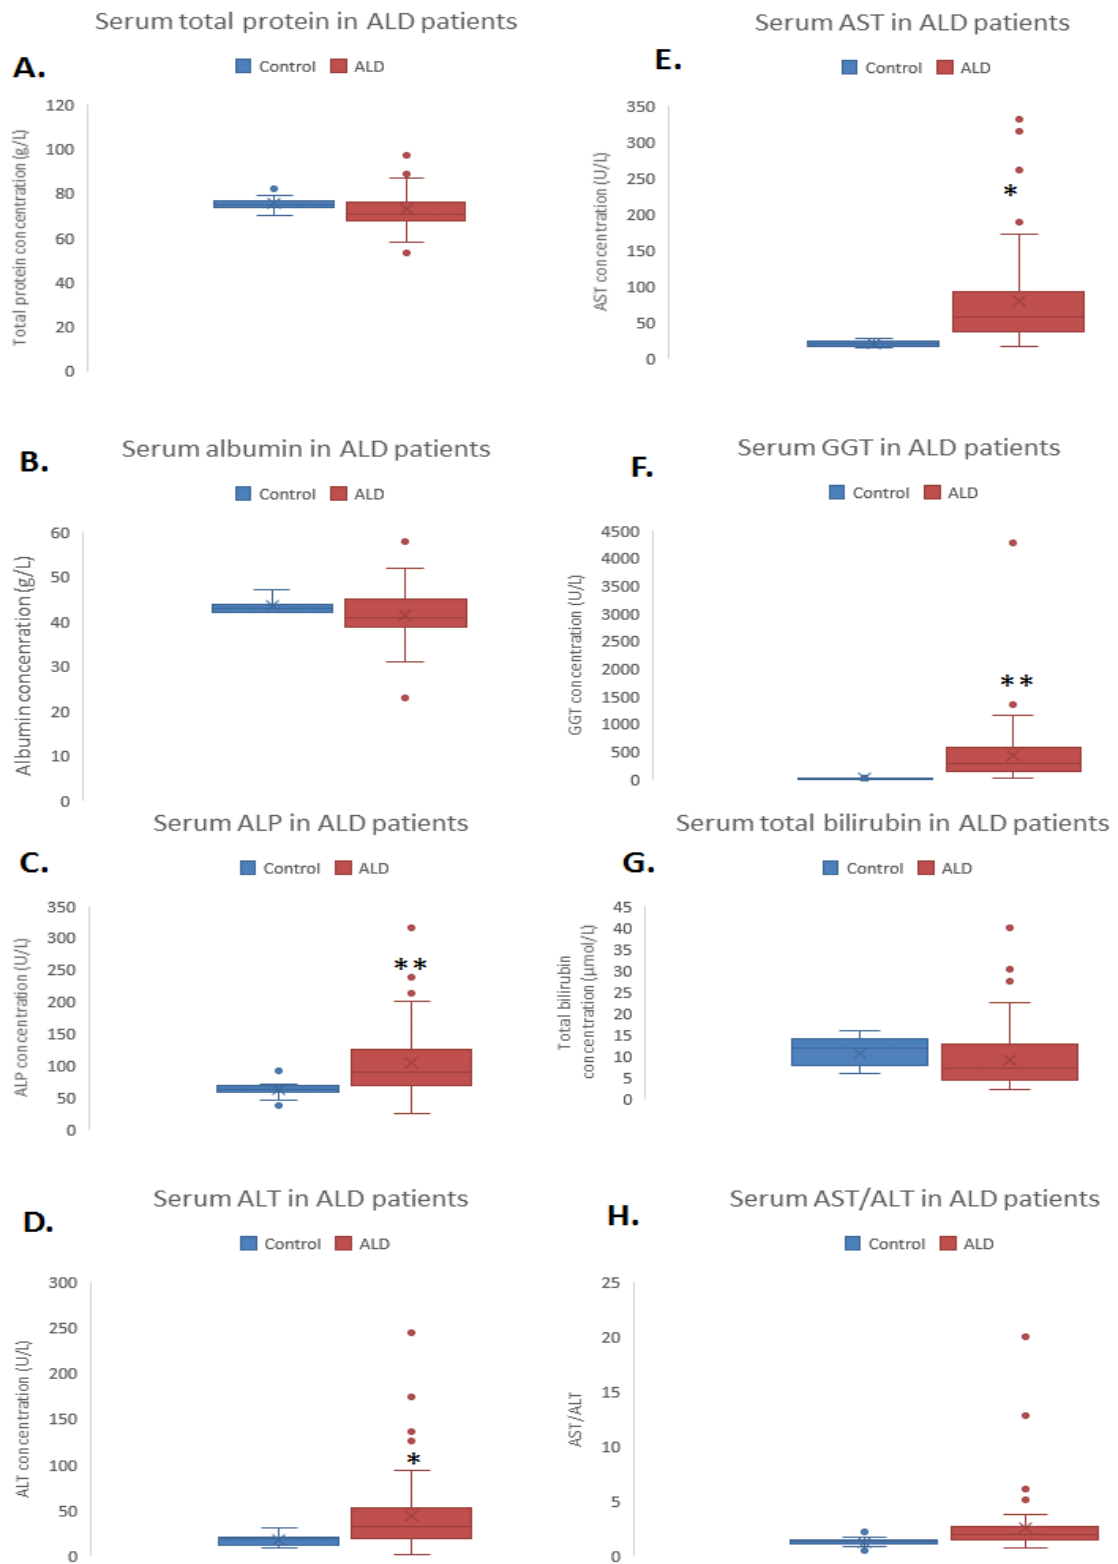 Serum total protein in ALD patients
A.
Control ALD
Total protein concentration (g/L)
120
100
80
60
40
20
0
Serum AST in ALD patients
E.
Control ALD
AST concentration (U/L)
350
300
250
200
150
100
50
0
*
Serum albumin in ALD patients
B.
Control ALD
Albumin concenration (g/L)
60
50
40
30
20
10
0
Serum GGT in ALD patients
F.
Control ALD
GGT concentration (U/L)
4500
4000
3500
3000
2500
2000
1500
1000
500
0
**
Serum ALP in ALD patients
C.
Control ALD
ALP concentration (U/L)
350
300
250
200
150
100
50
0
**
Serum total bilirubin in ALD patients
G.
Control ALD
Total bilirubin
concentration (μmol/L)
45
40
35
30
25
20
15
10
5
0
Serum ALT in ALD patients
D.
Control ALD
ALT concentration (U/L)
300
250
200
150
100
50
0
*
Serum AST/ALT in ALD patients
H.
Control ALD
AST/ALT
25
20
15
10
5
0